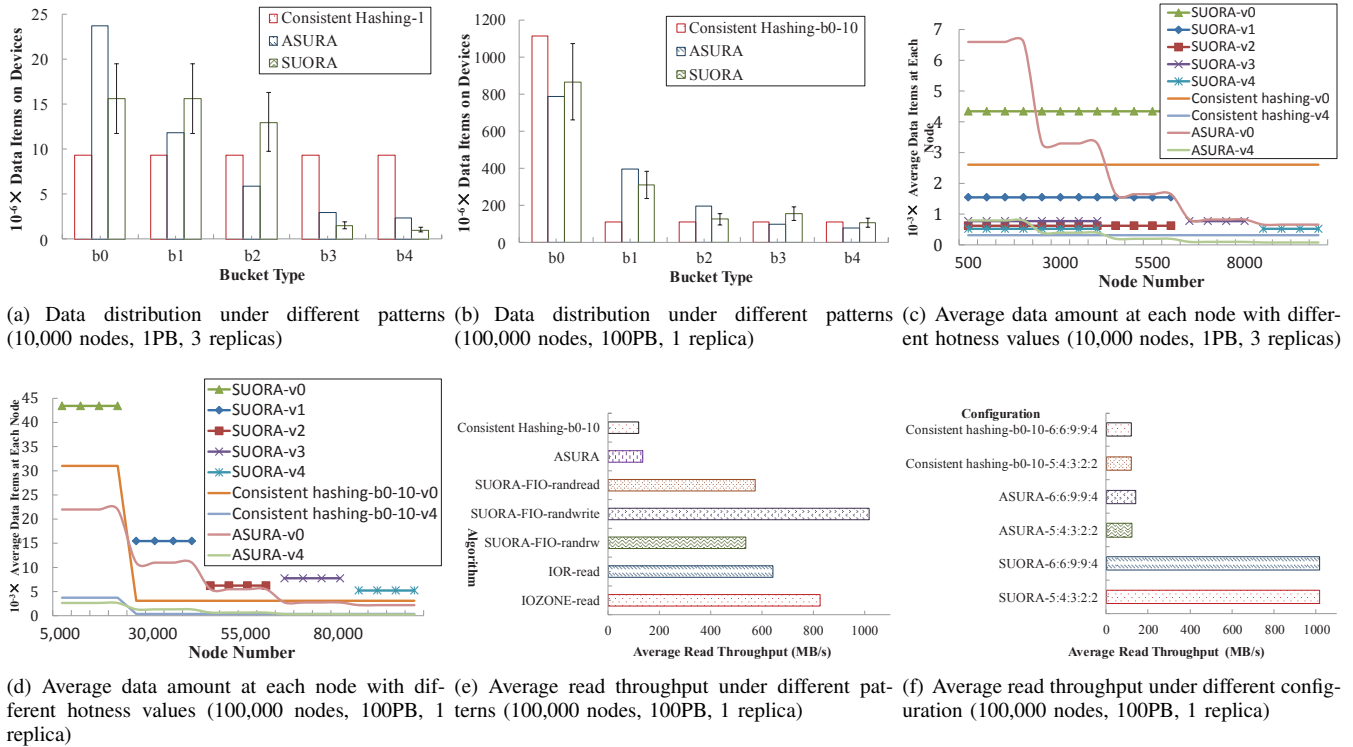 25
20
15
10
5
0
10⁻⁶× Data Items on Devices
Consistent Hashing-1
ASURA
SUORA
b0 b1 b2 b3 b4
Bucket Type
(a) Data distribution under different patterns
(10,000 nodes, 1PB, 3 replicas)
1200
1000
800
600
400
200
0
10⁻⁶× Data Items on Devices
Consistent Hashing-b0-10
ASURA
SUORA
b0 b1 b2 b3 b4
Bucket Type
(b) Data distribution under different patterns
(100,000 nodes, 100PB, 1 replica)
7
6
5
4
3
2
1
0
10⁻³× Average Data Items at Each
Node
SUORA-v0
SUORA-v1
SUORA-v2
SUORA-v3
SUORA-v4
Consistent hashing-v0
Consistent hashing-v4
ASURA-v0
ASURA-v4
500 3000 5500 8000
Node Number
(c) Average data amount at each node with differ-
ent hotness values (10,000 nodes, 1PB, 3 replicas)
45
40
35
30
25
20
15
10
5
0
10⁻³× Average Data Items at Each Node
SUORA-v0
SUORA-v1
SUORA-v2
SUORA-v3
SUORA-v4
Consistent hashing-b0-10-v0
Consistent hashing-b0-10-v4
ASURA-v0
ASURA-v4
5,000 30,000 55,000 80,000
Node Number
(d) Average data amount at each node with dif-
ferent hotness values (100,000 nodes, 100PB, 1
replica)
Algorithm
Consistent Hashing-b0-10
ASURA
SUORA-FIO-randread
SUORA-FIO-randwrite
SUORA-FIO-randrw
IOR-read
IOZONE-read
0 200 400 600 800 1000
Average Read Throughput (MB/s)
(e) Average read throughput under different pat-
terns (100,000 nodes, 100PB, 1 replica)
Configuration
Consistent hashing-b0-10-6:6:9:9:4
Consistent hashing-b0-10-5:4:3:2:2
ASURA-6:6:9:9:4
ASURA-5:4:3:2:2
SUORA-6:6:9:9:4
SUORA-5:4:3:2:2
0 200 400 600 800 1000
Average Read Throughput (MB/s)
(f) Average read throughput under different config-
uration (100,000 nodes, 100PB, 1 replica)